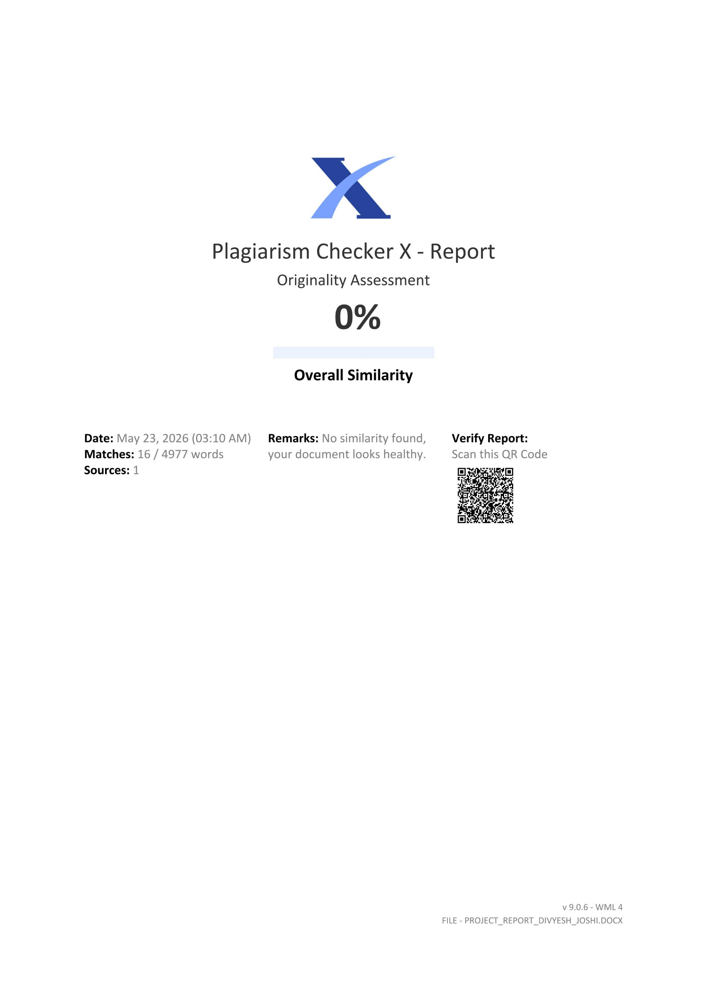 Plagiarism Checker X - Report
Originality Assessment
0%
Overall Similarity
Date: May 23, 2026 (03:10 AM)
Matches: 16 / 4977 words
Sources: 1
Remarks: No similarity found,
your document looks healthy.
Verify Report:
Scan this QR Code
v 9.0.6 - WML 4
FILE - PROJECT_REPORT_DIVYESH_JOSHI.DOCX